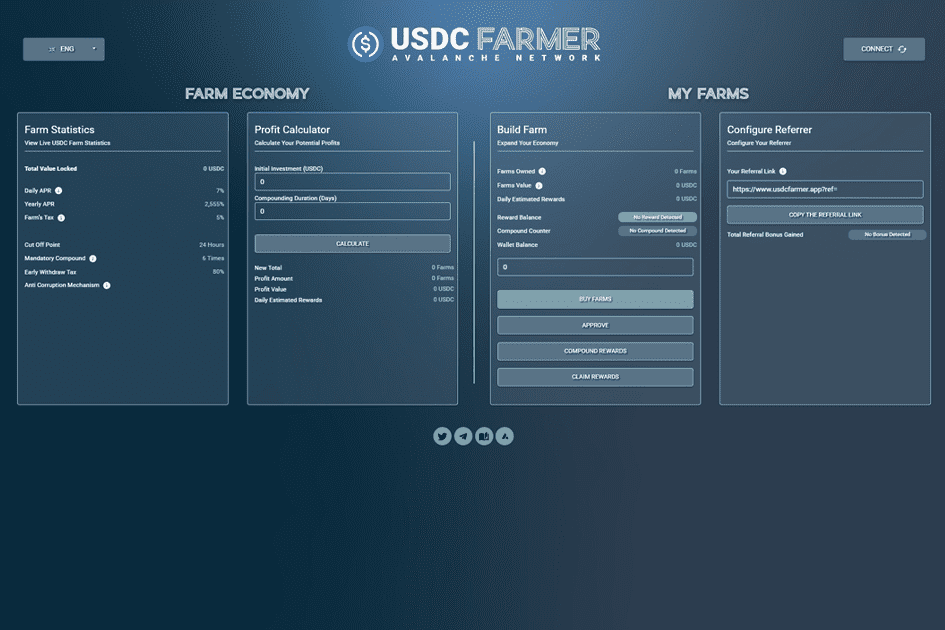 ENG
USDC FARMER
AVALANCHE NETWORK
CONNECT
FARM ECONOMY
MY FARMS
Farm Statistics
View Live USDC Farm Statistics
Total Value Locked 0 USDC
Daily APR 7%
Yearly APR 2,555%
Farm's Tax 5%
Cut Off Point 24 Hours
Mandatory Compound 6 Times
Early Withdraw Tax 80%
Anti Corruption Mechanism
Profit Calculator
Calculate Your Potential Profits
Initial Investment (USDC)
0
Compounding Duration (Days)
0
CALCULATE
New Total 0 Farms
Profit Amount 0 Farms
Profit Value 0 USDC
Daily Estimated Rewards 0 USDC
Build Farm
Expand Your Economy
Farms Owned 0 Farms
Farms Value 0 USDC
Daily Estimated Rewards 0 USDC
Reward Balance No Reward Detected
Compound Counter No Compound Detected
Wallet Balance 0 USDC
0
BUY FARMS
APPROVE
COMPOUND REWARDS
CLAIM REWARDS
Configure Referrer
Configure Your Referrer
Your Referral Link
https://www.usdcfarmer.app?ref=
COPY THE REFERRAL LINK
Total Referral Bonus Gained No Bonus Detected